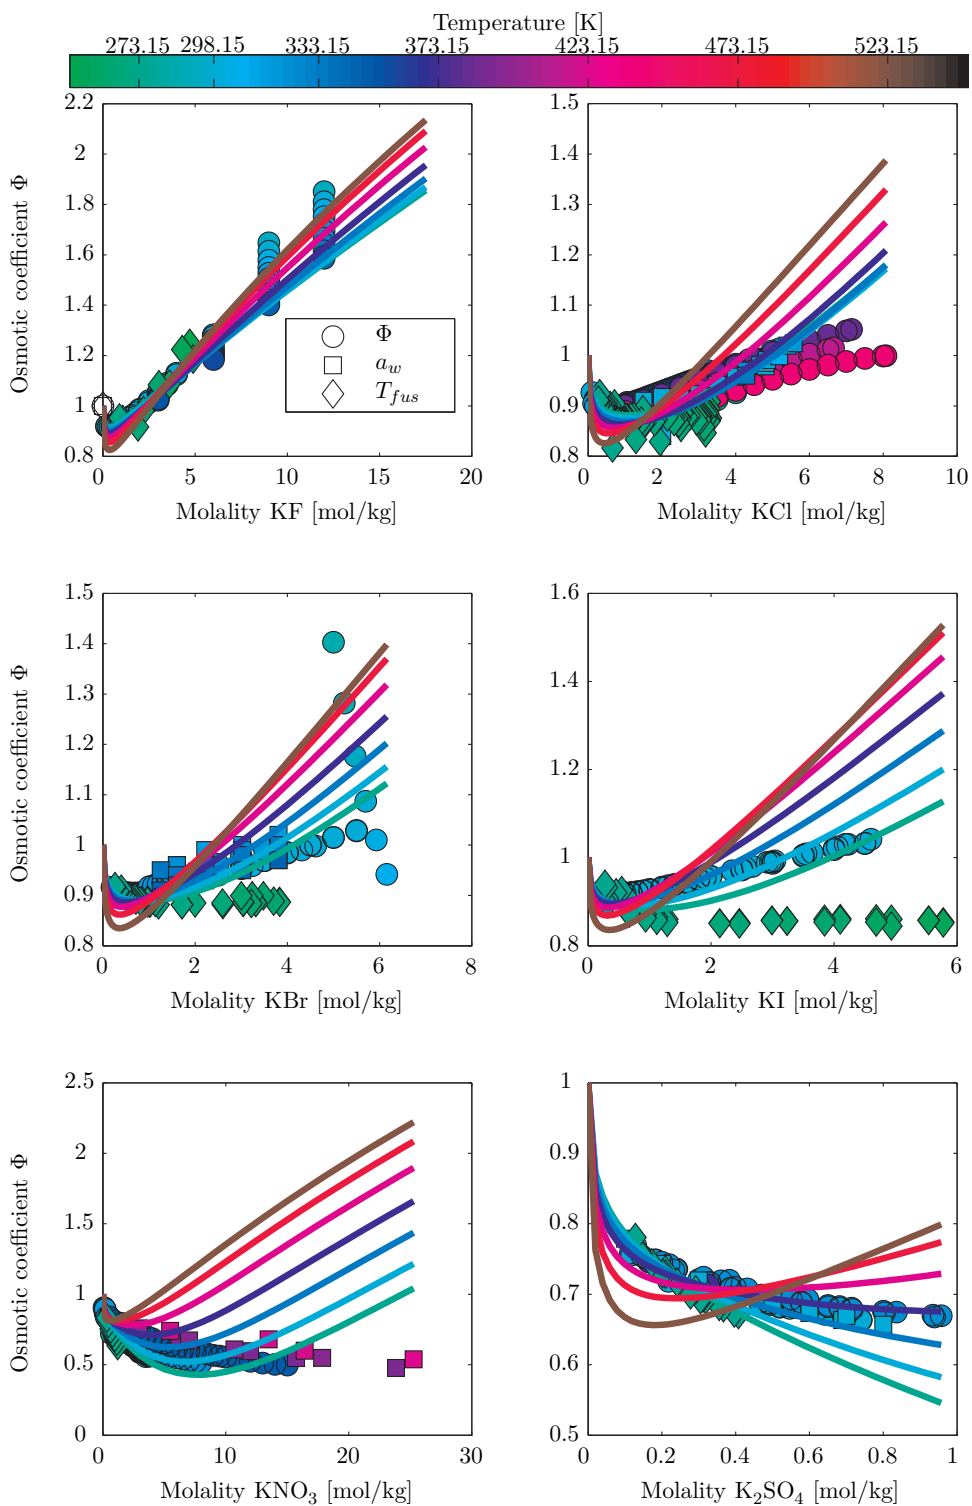 Temperature [K]
273.15 298.15 333.15 373.15 423.15 473.15 523.15
Osmotic coefficient Φ
2.2
2
1.8
1.6
1.4
1.2
1
0.8
0 5 10 15 20
Φ
a_w
T_fus
Molality KF [mol/kg]
1.5
1.4
1.3
1.2
1.1
1
0.9
0.8
0 2 4 6 8 10
Molality KCl [mol/kg]
Osmotic coefficient Φ
1.5
1.4
1.3
1.2
1.1
1
0.9
0.8
0 2 4 6 8
Molality KBr [mol/kg]
1.6
1.4
1.2
1
0.8
0 2 4 6
Molality KI [mol/kg]
Osmotic coefficient Φ
2.5
2
1.5
1
0.5
0
0 10 20 30
Molality KNO₃ [mol/kg]
1
0.9
0.8
0.7
0.6
0.5
0 0.2 0.4 0.6 0.8 1
Molality K₂SO₄ [mol/kg]